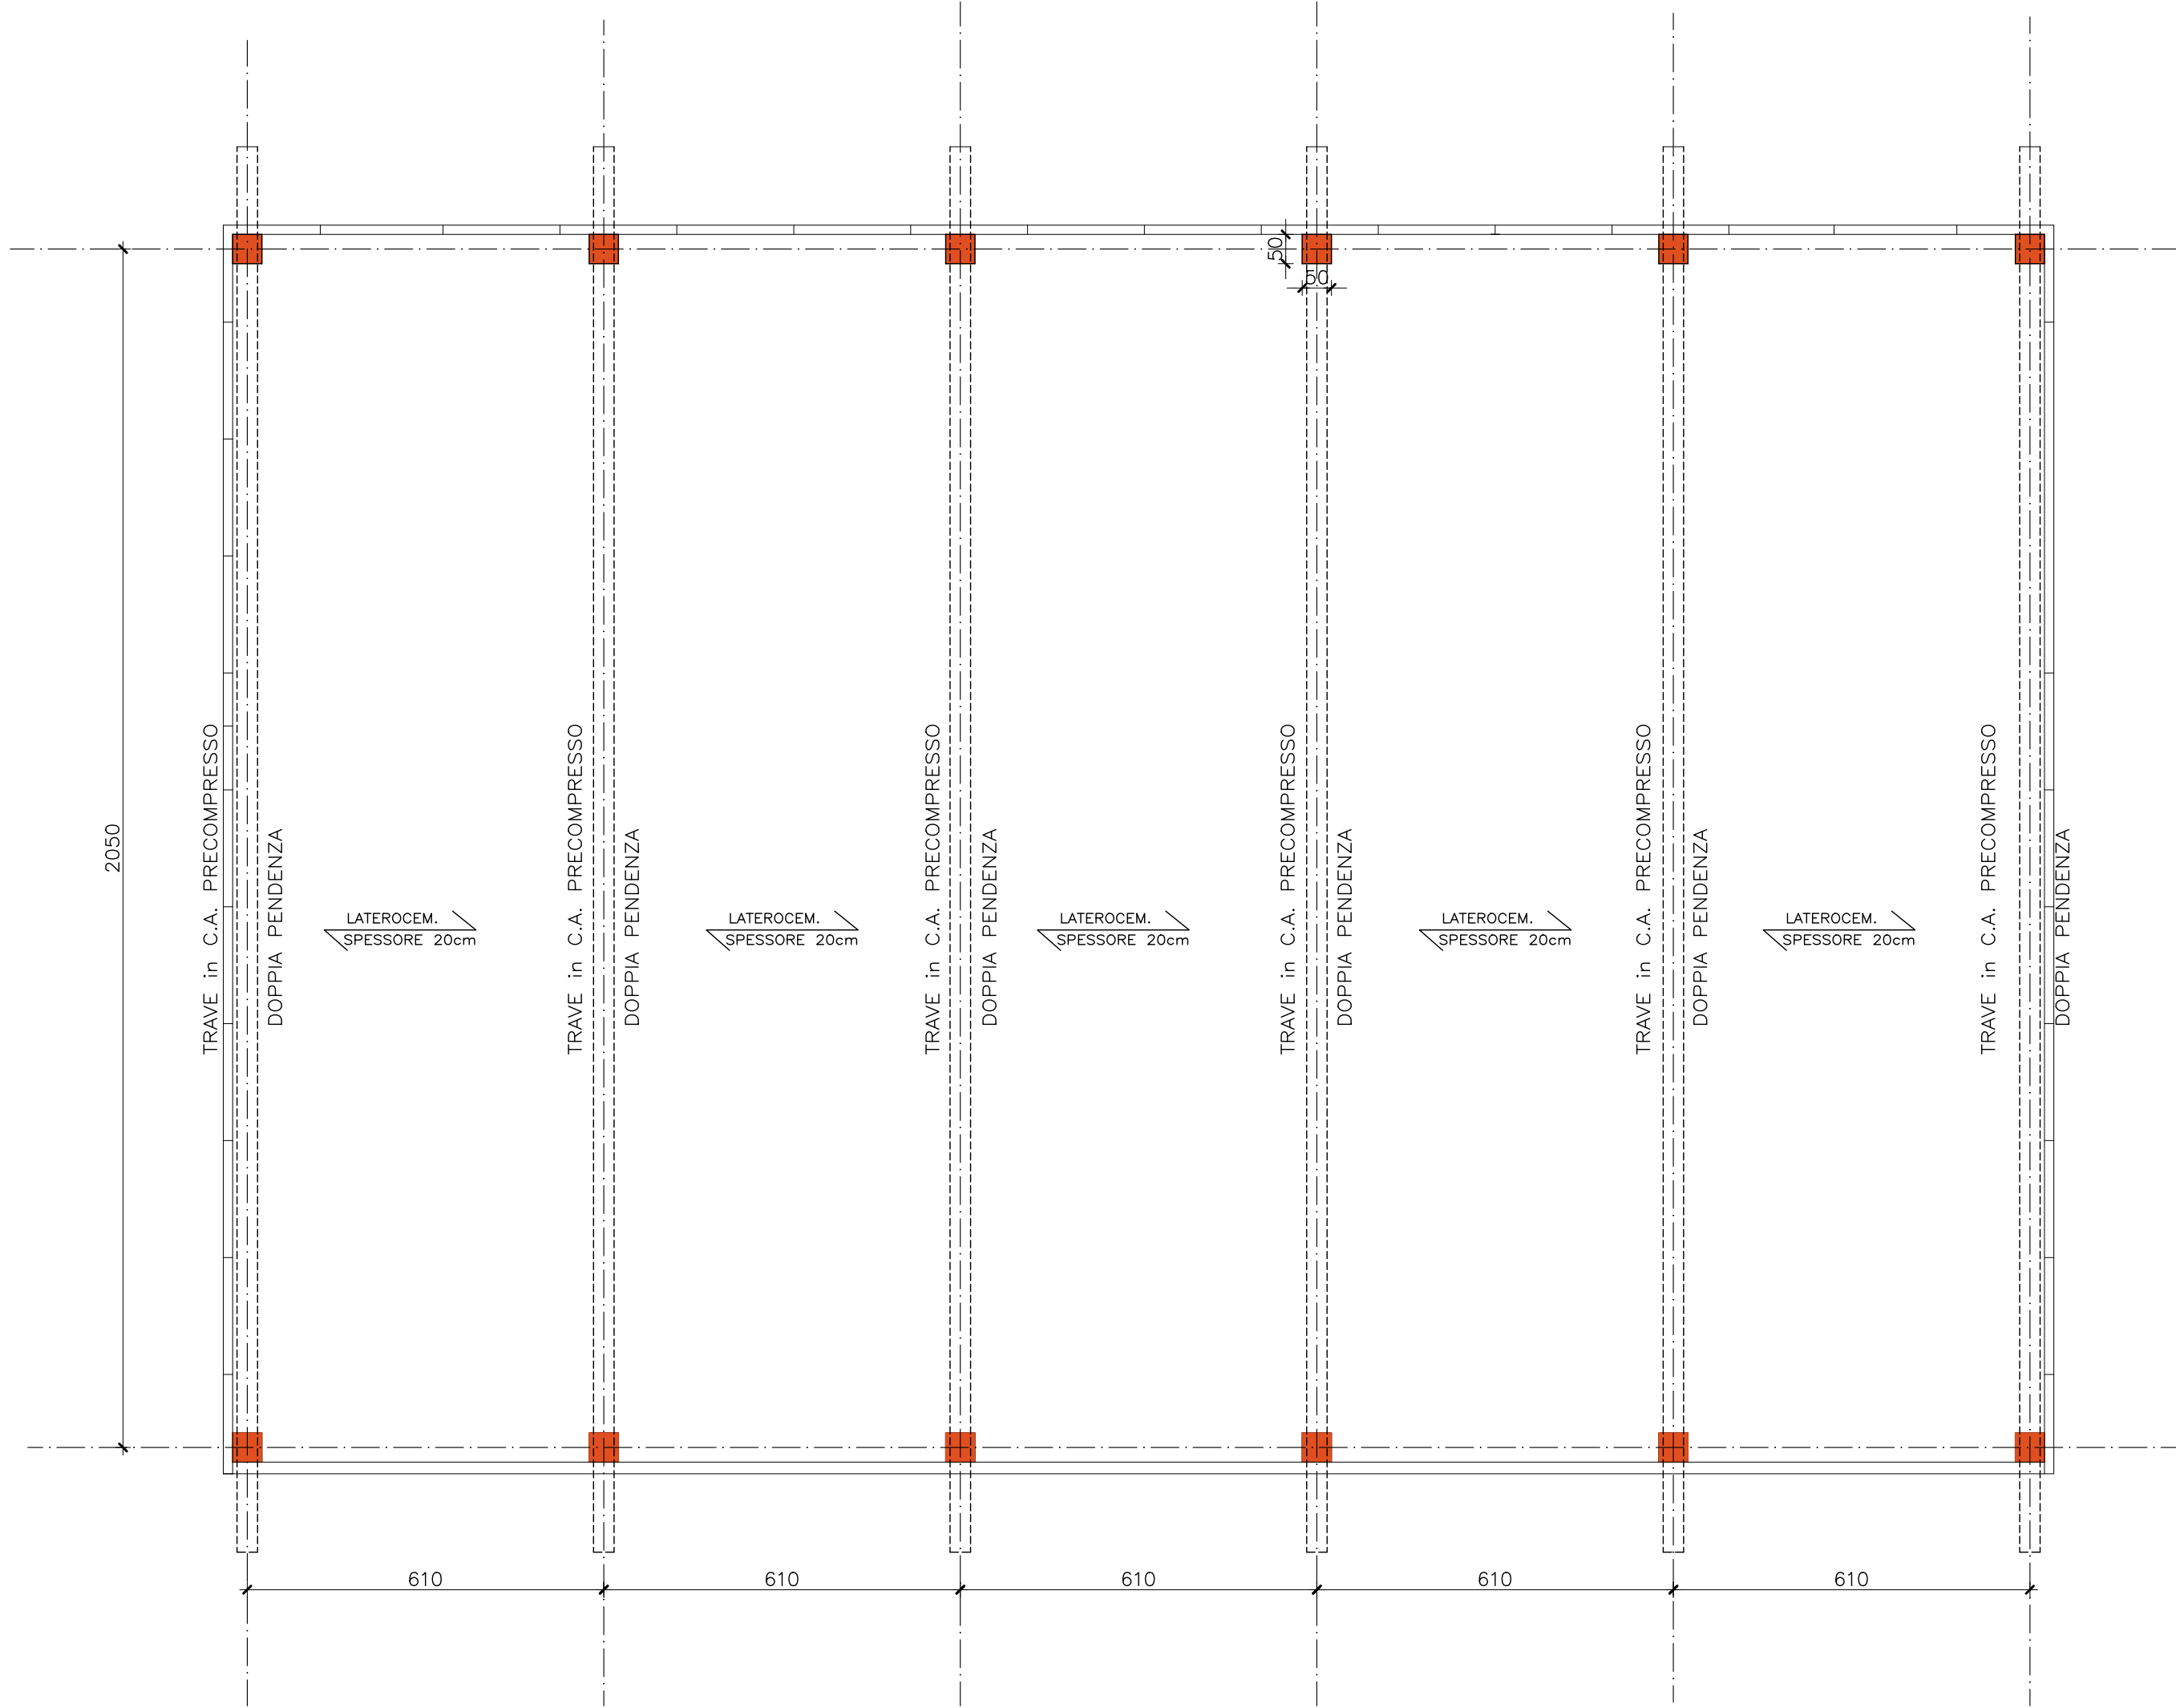 50
50
2050
TRAVE in C.A. PRECOMPRESSO
DOPPIA PENDENZA
TRAVE in C.A. PRECOMPRESSO
DOPPIA PENDENZA
TRAVE in C.A. PRECOMPRESSO
DOPPIA PENDENZA
TRAVE in C.A. PRECOMPRESSO
DOPPIA PENDENZA
TRAVE in C.A. PRECOMPRESSO
DOPPIA PENDENZA
TRAVE in C.A. PRECOMPRESSO
DOPPIA PENDENZA
LATEROCEM.
SPESSORE 20cm
LATEROCEM.
SPESSORE 20cm
LATEROCEM.
SPESSORE 20cm
LATEROCEM.
SPESSORE 20cm
LATEROCEM.
SPESSORE 20cm
610
610
610
610
610